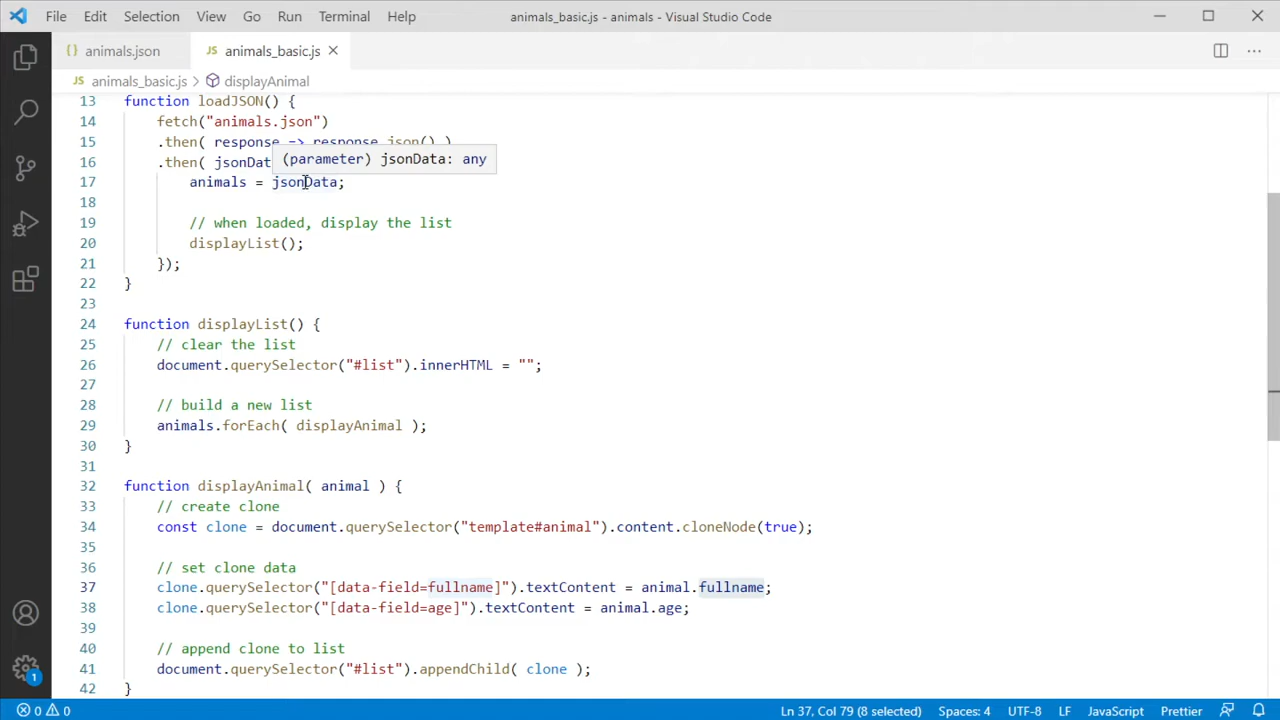 File Edit Selection View Go Run Terminal Help animals_basic.js - animals - Visual Studio Code
{ } animals.json JS animals_basic.js
JS animals_basic.js > displayAnimal
13 function loadJSON() {
14 fetch("animals.json")
15 .then( response => response.json() )
16 .then( jsonDat
(parameter) jsonData: any
17 animals = jsonData;
18
19 // when loaded, display the list
20 displayList();
21 });
22 }
23
24 function displayList() {
25 // clear the list
26 document.querySelector("#list").innerHTML = "";
27
28 // build a new list
29 animals.forEach( displayAnimal );
30 }
31
32 function displayAnimal( animal ) {
33 // create clone
34 const clone = document.querySelector("template#animal").content.cloneNode(true);
35
36 // set clone data
37 clone.querySelector("[data-field=fullname]").textContent = animal.fullname;
38 clone.querySelector("[data-field=age]").textContent = animal.age;
39
40 // append clone to list
41 document.querySelector("#list").appendChild( clone );
42 }
1
0 0 Ln 37, Col 79 (8 selected) Spaces: 4 UTF-8 LF JavaScript Prettier